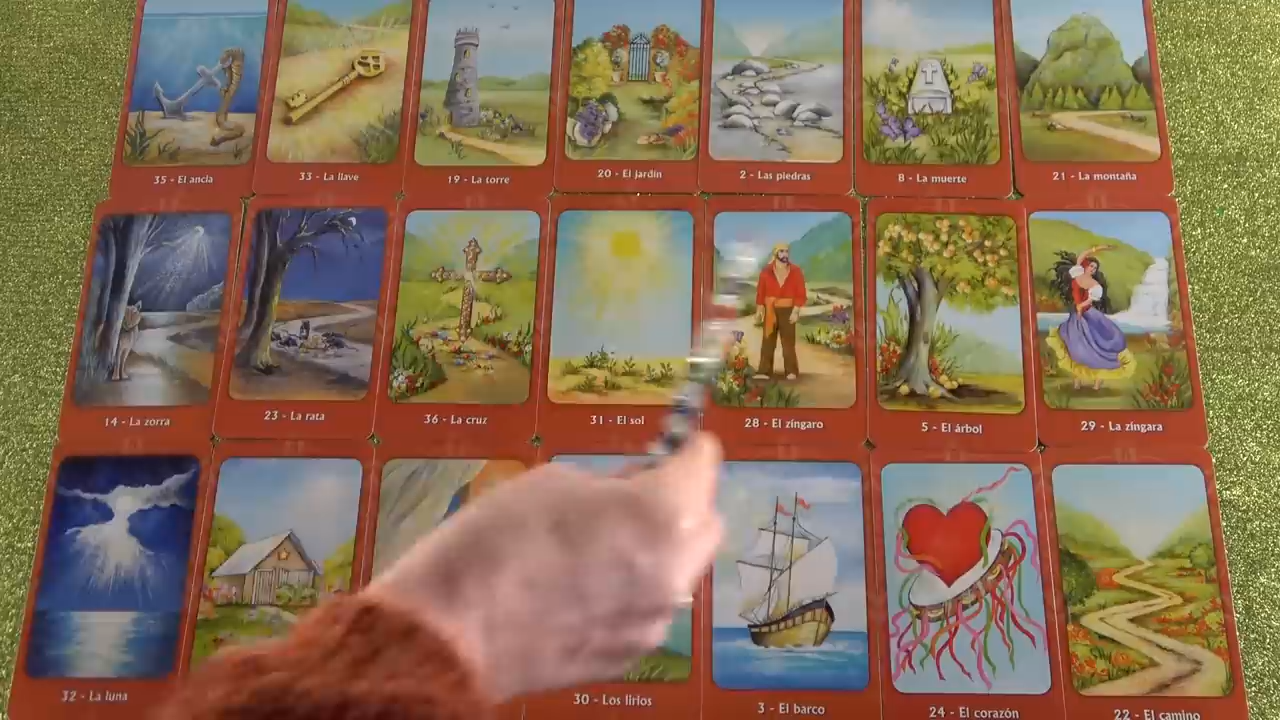 35 - El ancla
33 - La llave
19 - La torre
20 - El jardín
2 - Las piedras
8 - La muerte
21 - La montaña
14 - La zorra
23 - La rata
36 - La cruz
31 - El sol
28 - El zíngaro
5 - El árbol
29 - La zíngara
32 - La luna
30 - Los lirios
3 - El barco
24 - El corazón
22 - El camino